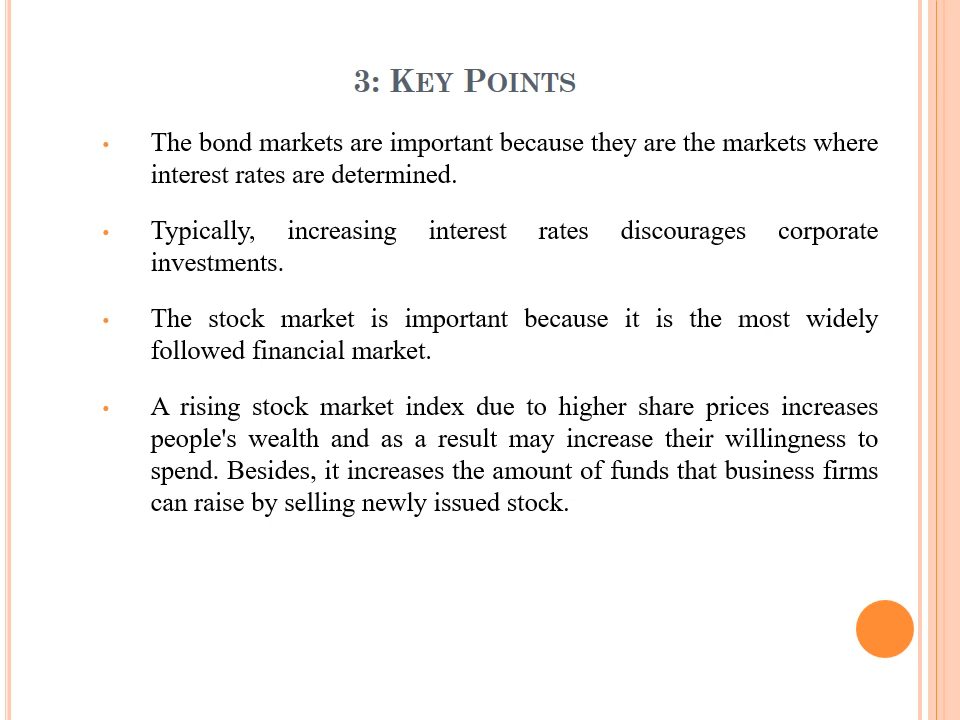 3: KEY POINTS
• The bond markets are important because they are the markets where
interest rates are determined.
• Typically, increasing interest rates discourages corporate
investments.
• The stock market is important because it is the most widely
followed financial market.
• A rising stock market index due to higher share prices increases
people's wealth and as a result may increase their willingness to
spend. Besides, it increases the amount of funds that business firms
can raise by selling newly issued stock.